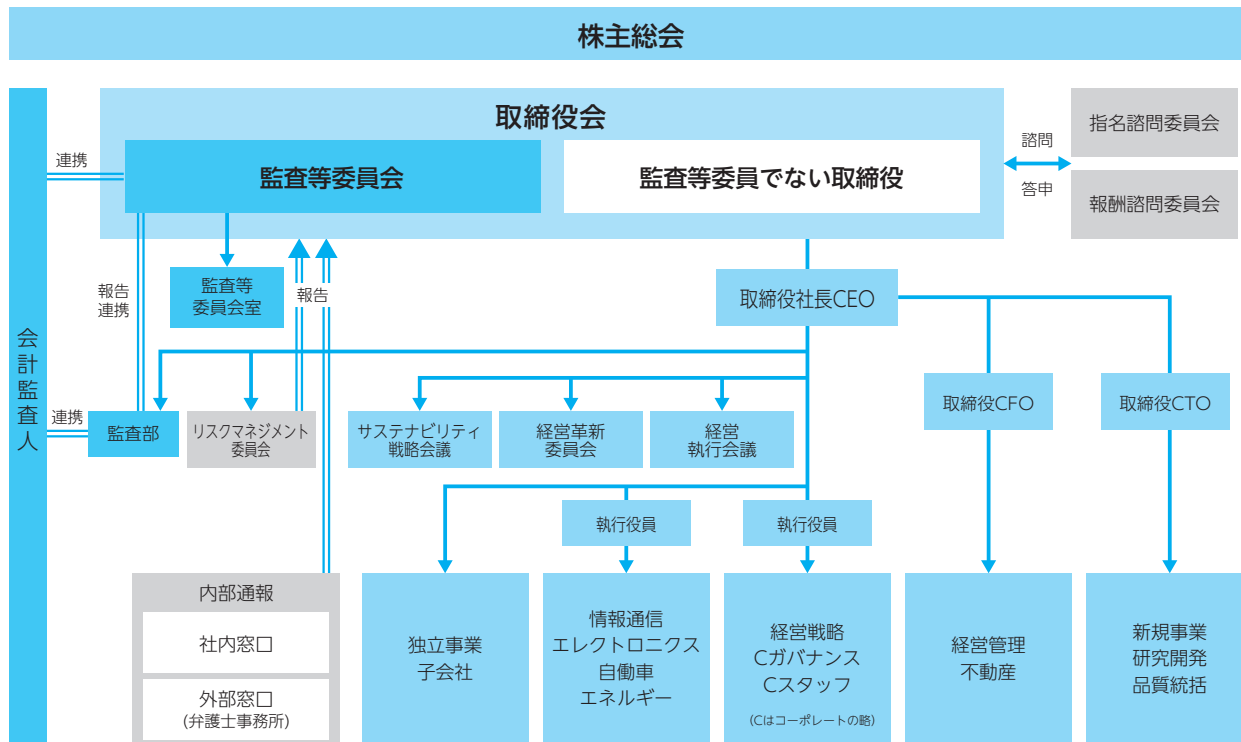 株主総会
取締役会
監査等委員会
監査等委員でない取締役
諮問
答申
指名諮問委員会
報酬諮問委員会
連携
会計監査人
報告
連携
監査等
委員会室
報告
取締役社長CEO
取締役CFO
取締役CTO
連携
監査部
リスクマネジメント
委員会
サステナビリティ
戦略会議
経営革新
委員会
経営
執行会議
執行役員
執行役員
内部通報
社内窓口
外部窓口
(弁護士事務所)
独立事業
子会社
情報通信
エレクトロニクス
自働車
エネルギー
経営戦略
Cガバナンス
Cスタッフ
(Cはコーポレートの略)
経営管理
不動産
新規事業
研究開発
品質統括